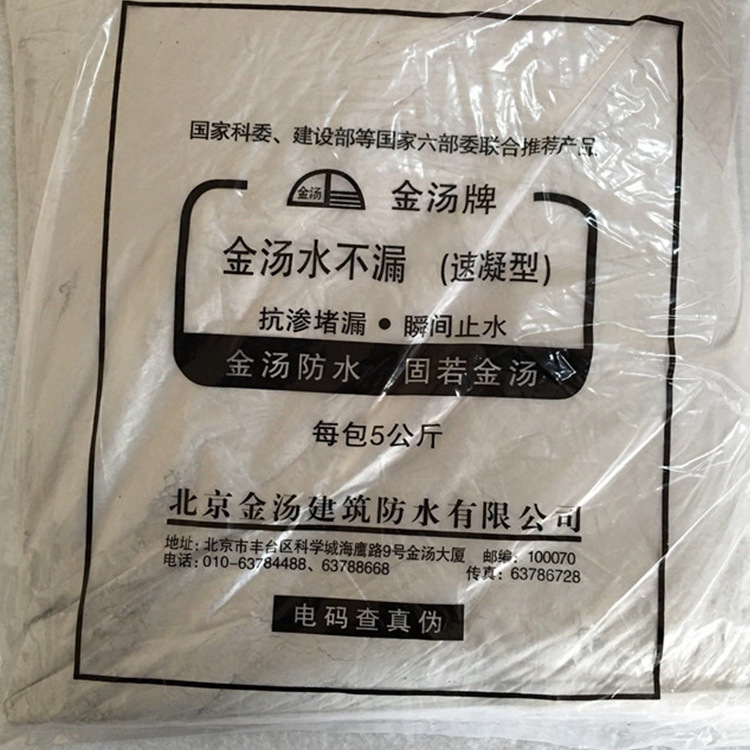 国家科委、建设部等国家六部委联合推荐产品
金汤 金汤牌
金汤水不漏 (速凝型)
抗渗堵漏•瞬间止水
金汤防水 固若金汤
每包5公斤
北京金汤建筑防水有限公司
地址: 北京市丰台区科学城海鹰路9号金汤大厦 邮编: 100070
电话: 010-63784488、63788668 传真: 63786728
电码查真伪